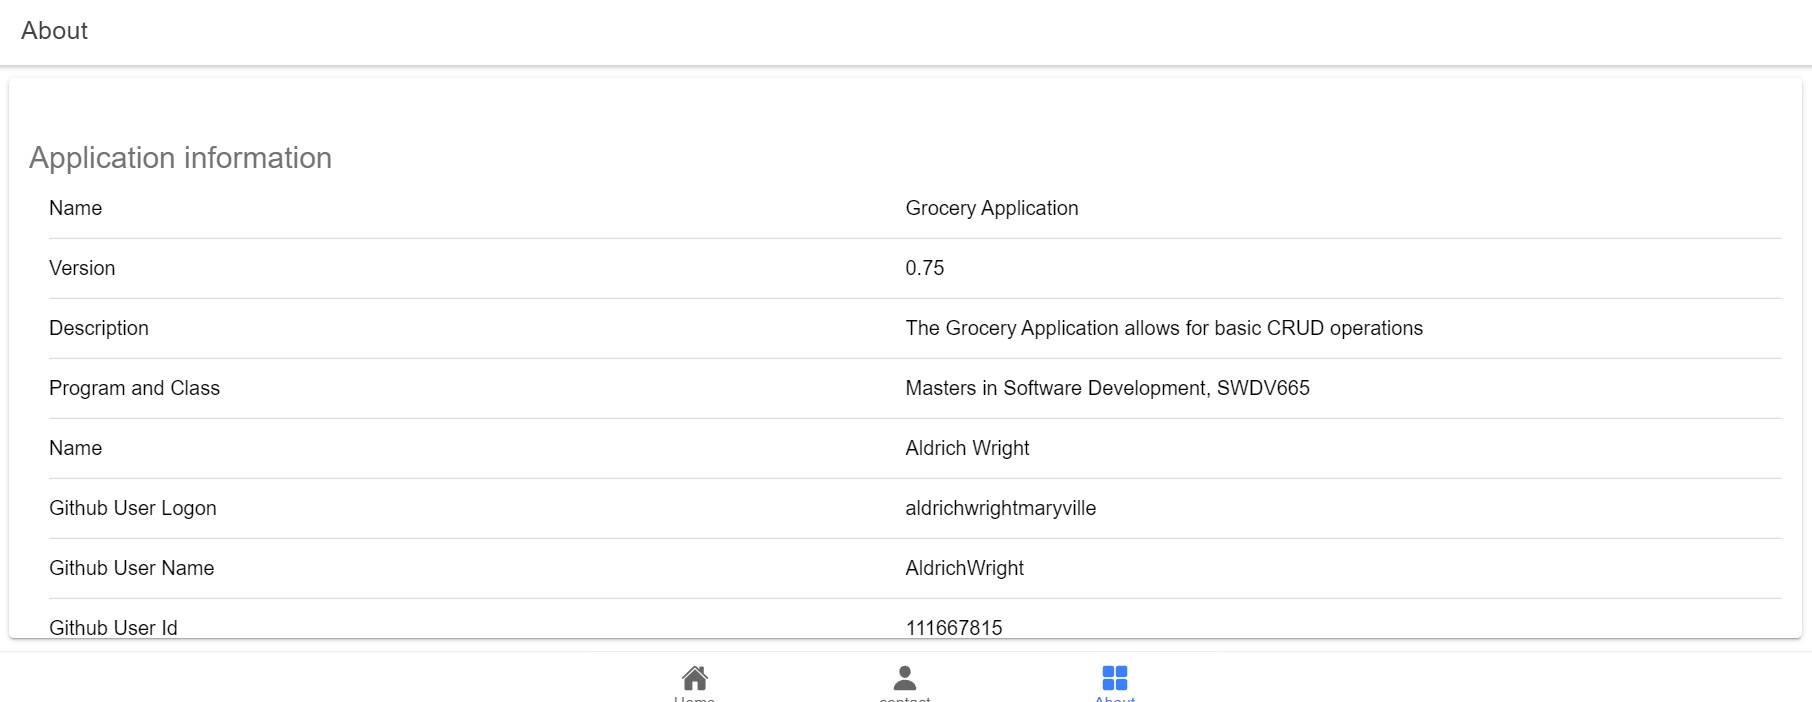 About
Application information
Name Grocery Application
Version 0.75
Description The Grocery Application allows for basic CRUD operations
Program and Class Masters in Software Development, SWDV665
Name Aldrich Wright
Github User Logon aldrichwrightmaryville
Github User Name AldrichWright
Github User Id 111667815
Home contact About